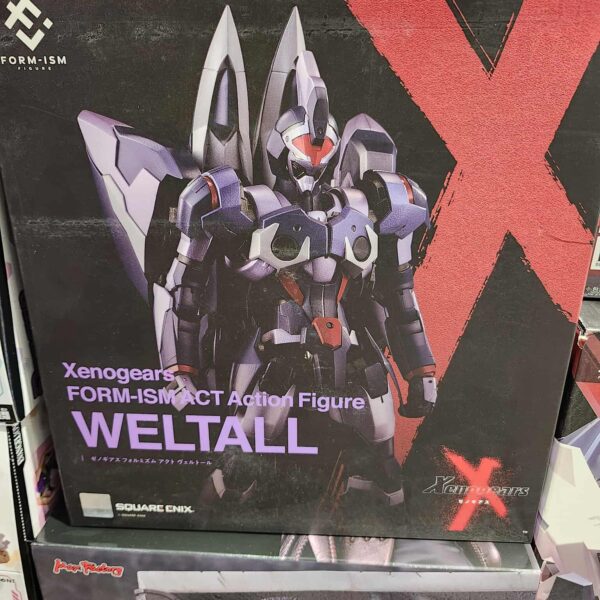 FORM-ISM
FIGURE
X
Xenogears
FORM-ISM ACT Action Figure
WELTALL
ゼノギアス フォルミズム アクト ヴェルトール
SQUARE ENIX
Xenogears
ゼノギアス
Max Factory